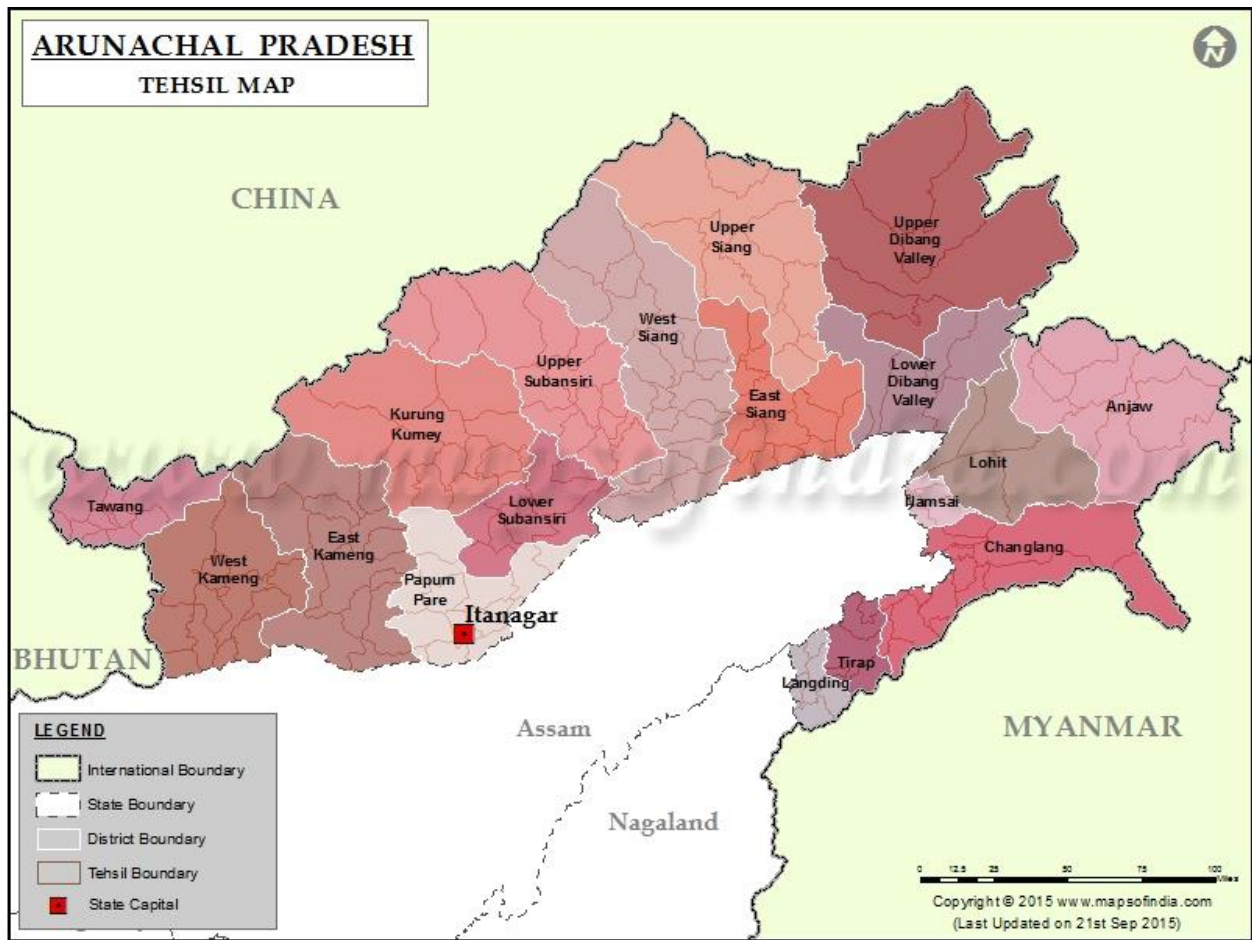 ARUNACHAL PRADESH
TEHSIL MAP
N
CHINA
Upper
Siang
Upper
Dibang
Valley
West
Siang
Upper
Subansiri
Lower
Dibang
Valley
East
Siang
Kurung
Kumey
Anjaw
www.mapsofindia.com
Lohit
Tawang
Lower
Subansiri
Namsai
East
Kameng
Changlang
West
Kameng
Papum
Pare
Itanagar
BHUTAN
Tirap
Langding
Assam
MYANMAR
Nagaland
LEGEND
International Boundary
State Boundary
District Boundary
Tehsil Boundary
State Capital
0 12.5 25 50 75 100
Miles
Copyright © 2015 www.mapsofindia.com
(Last Updated on 21st Sep 2015)